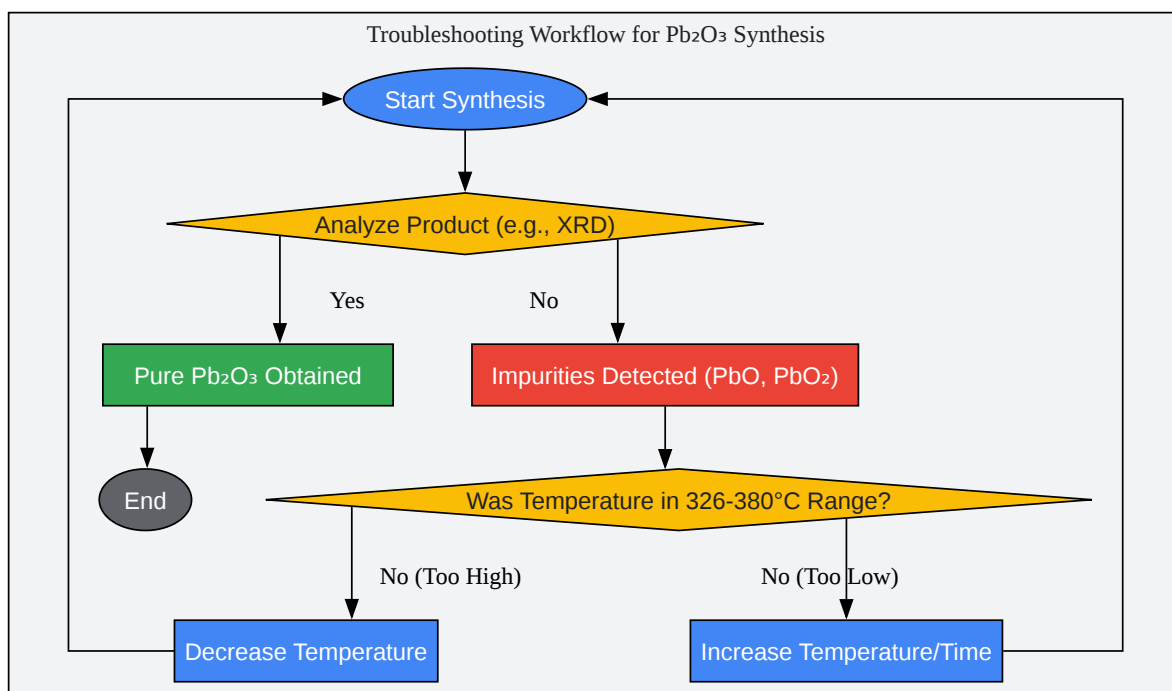 Troubleshooting Workflow for Pb₂O₃ Synthesis
Start Synthesis
Analyze Product (e.g., XRD)
Yes
No
Pure Pb₂O₃ Obtained
Impurities Detected (PbO, PbO₂)
End
Was Temperature in 326-380°C Range?
No (Too High)
No (Too Low)
Decrease Temperature
Increase Temperature/Time